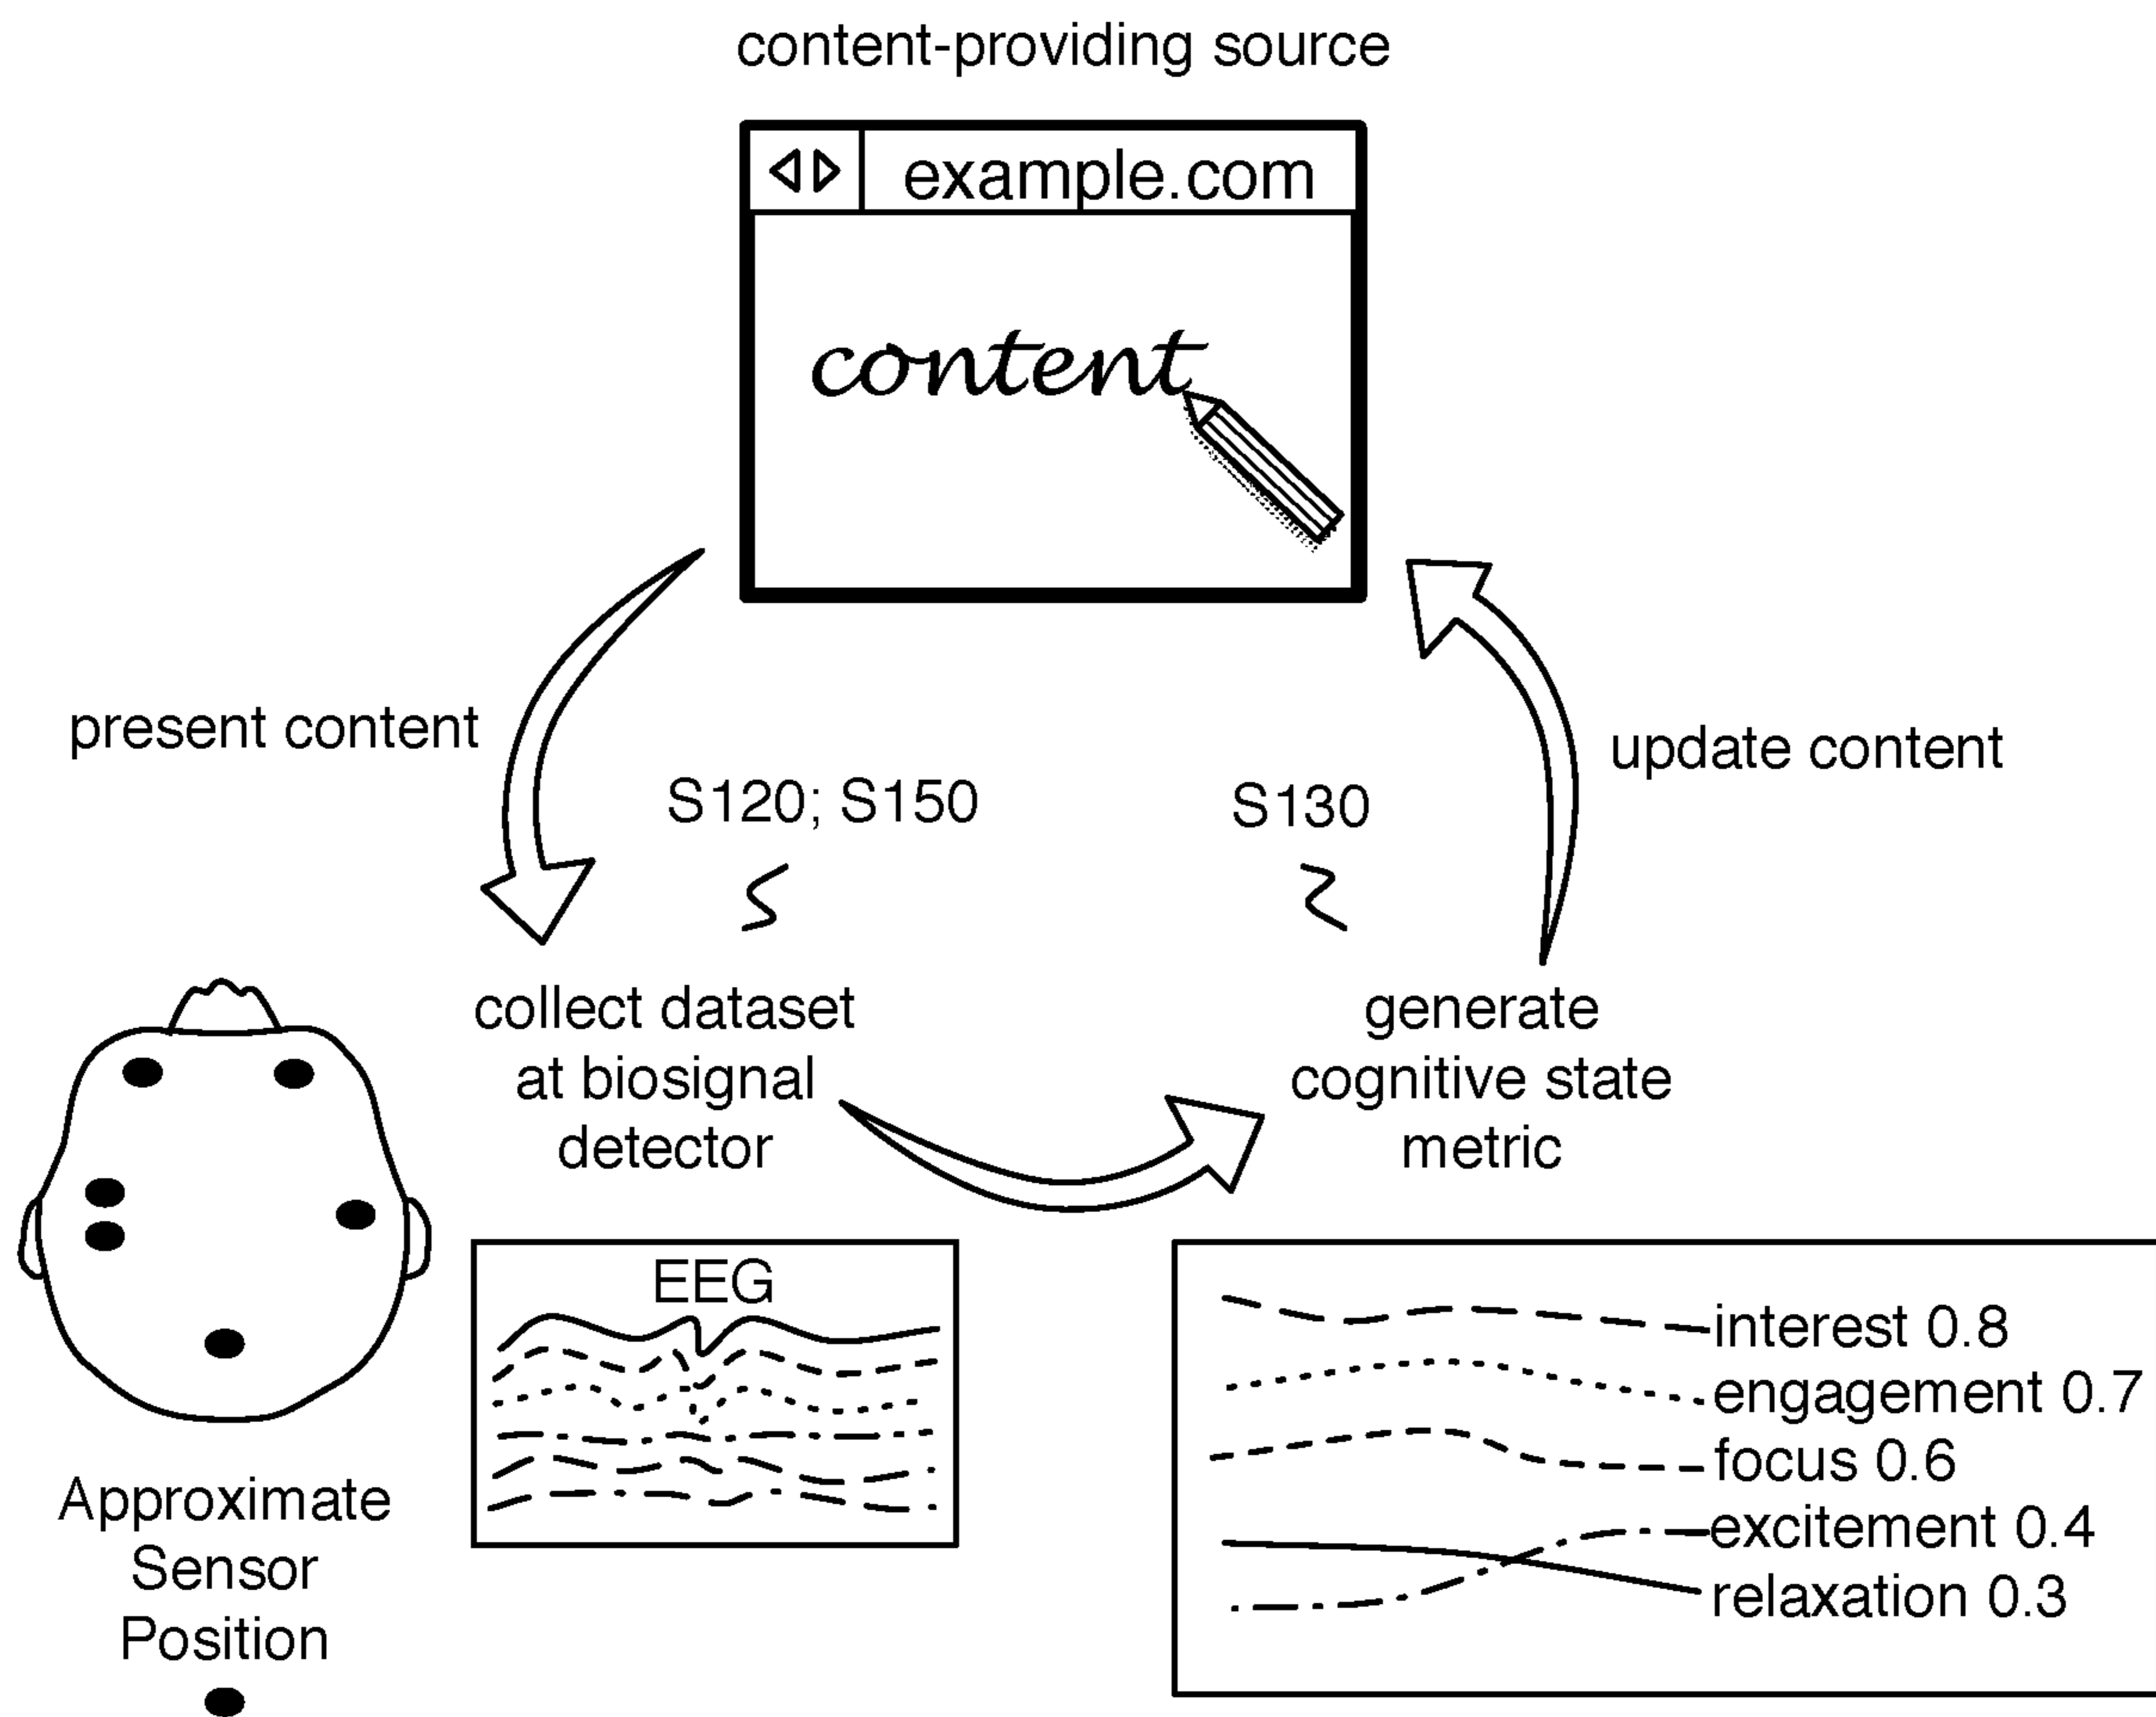 content-providing source
example.com
content
present content
update content
S120; S150
S130
collect dataset
at biosignal
detector
generate
cognitive state
metric
EEG
interest 0.8
engagement 0.7
focus 0.6
excitement 0.4
relaxation 0.3
Approximate
Sensor
Position